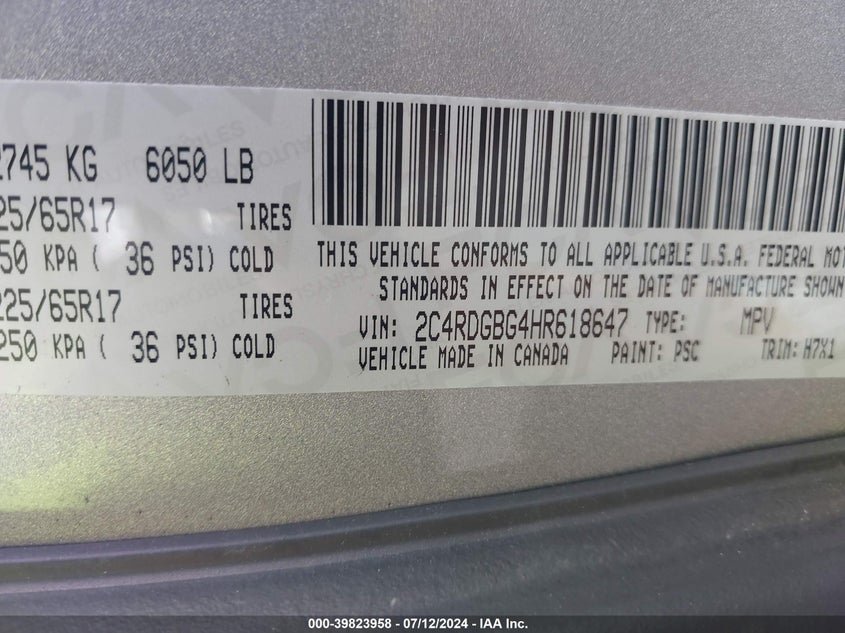 2745 KG 6050 LB
25/65R17 TIRES
50 KPA ( 36 PSI) COLD
225/65R17 TIRES
250 KPA ( 36 PSI) COLD
THIS VEHICLE CONFORMS TO ALL APPLICABLE U.S.A. FEDERAL MOT
STANDARDS IN EFFECT ON THE DATE OF MANUFACTURE SHOWN
VIN: 2C4RDGBG4HR618647 TYPE: MPV
VEHICLE MADE IN CANADA PAINT: PSC TRIM: H7X1
000-39823958 - 07/12/2024 - IAA Inc.